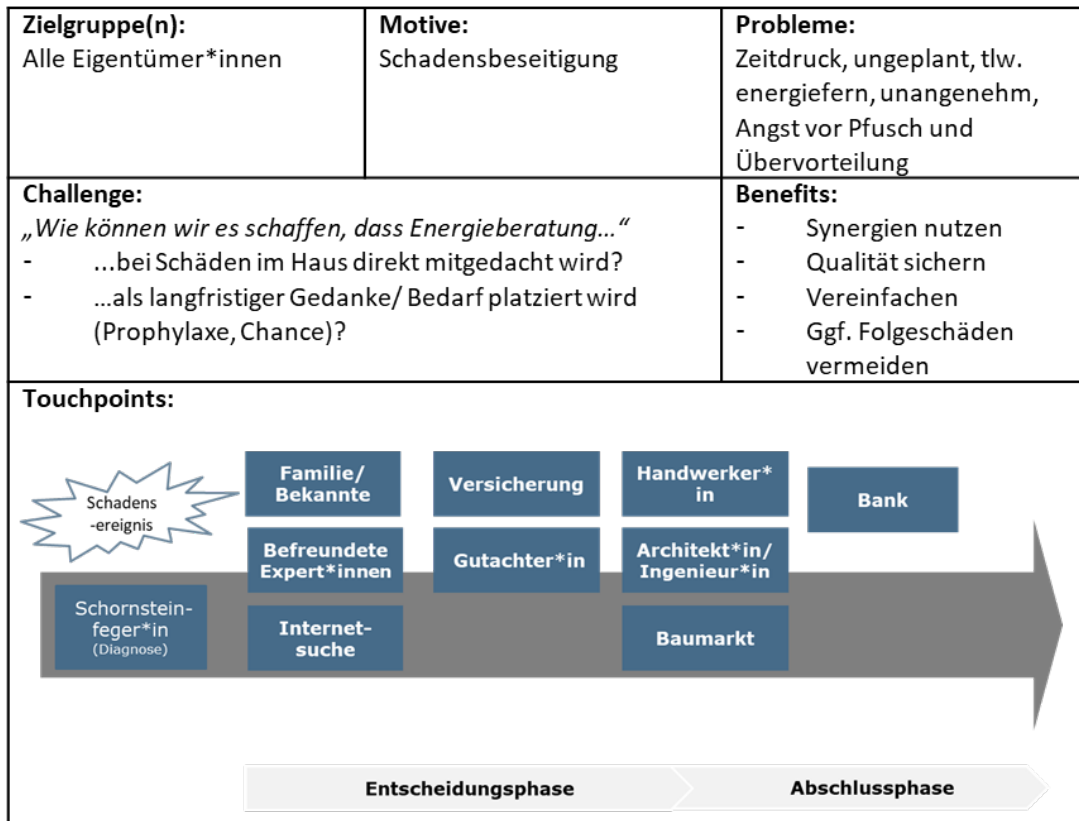 Zielgruppe(n):
Alle Eigentümer*innen
Motive:
Schadensbeseitigung
Probleme:
Zeitdruck, ungeplant, tlw.
energiefern, unangenehm,
Angst vor Pfusch und
Übervorteilung
Challenge:
„Wie können wir es schaffen, dass Energieberatung…“
- ...bei Schäden im Haus direkt mitgedacht wird?
- …als langfristiger Gedanke/ Bedarf platziert wird
(Prophylaxe, Chance)?
Benefits:
- Synergien nutzen
- Qualität sichern
- Vereinfachen
- Ggf. Folgeschäden
vermeiden
Touchpoints:
Schadens
-ereignis
Schornstein-
feger*in
(Diagnose)
Familie/
Bekannte
Befreundete
Expert*innen
Internet-
suche
Versicherung
Gutachter*in
Handwerker*
in
Architekt*in/
Ingenieur*in
Baumarkt
Bank
Entscheidungsphase
Abschlussphase